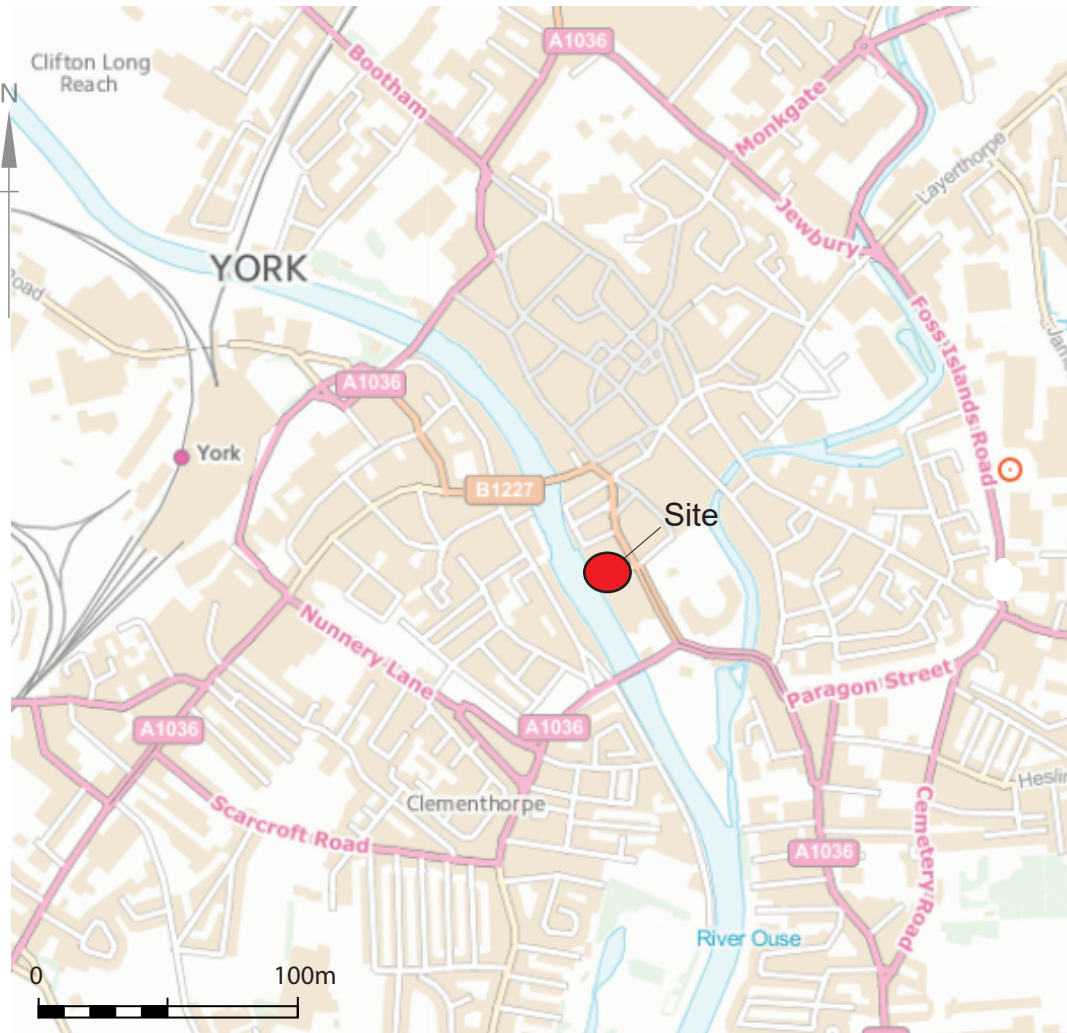 A1036
Clifton Long
Reach
Bootham
N
Monkgate
Layerthorpe
Jewbury
YORK
Road
Foss Islands Road
A1036
York
B1227
Site
Nunnery Lane
Paragon Street
A1036
A1036
Clementhorpe
Heslin
Scarcroft Road
Cemetery Road
A1036
River Ouse
0 100m